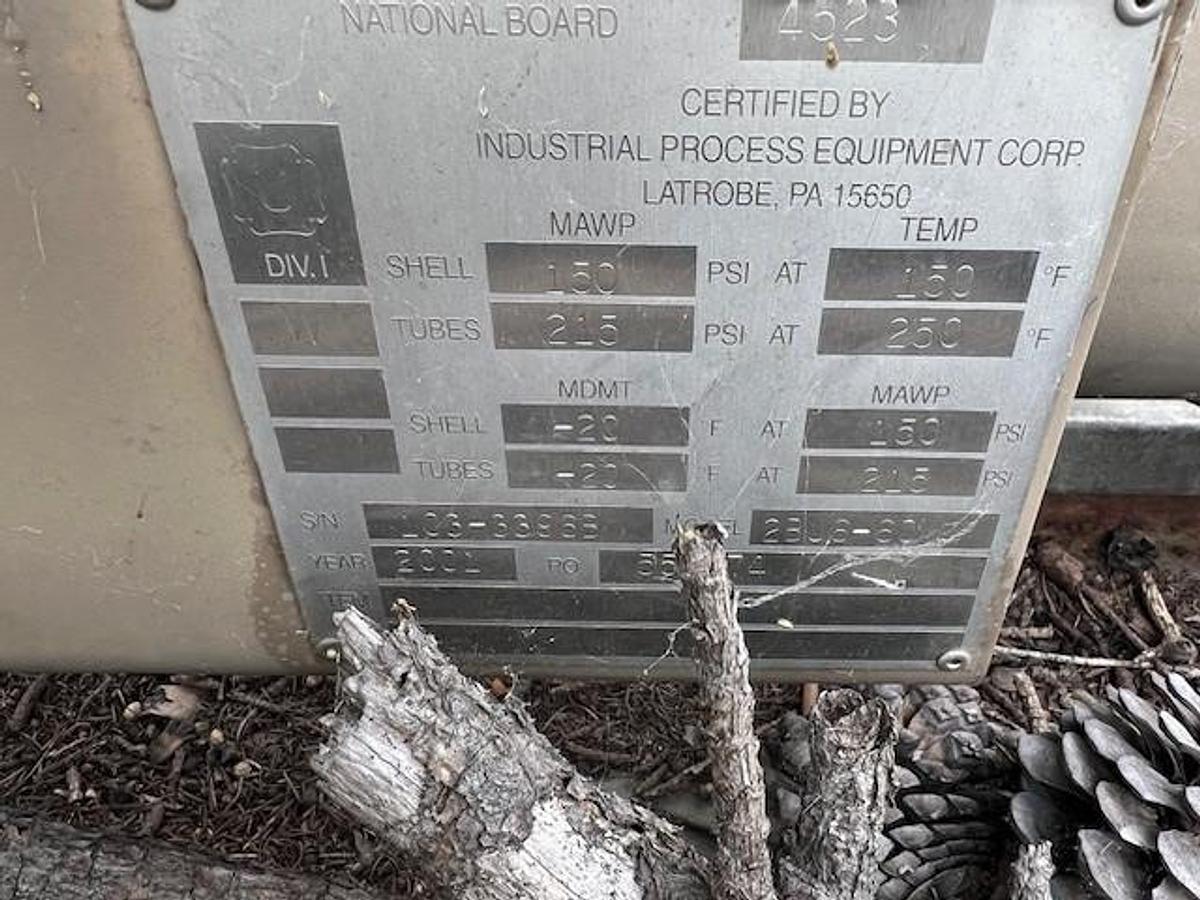 NATIONAL BOARD 4523
CERTIFIED BY
INDUSTRIAL PROCESS EQUIPMENT CORP.
LATROBE, PA 15650
MAWP TEMP
DIV. I SHELL 150 PSI AT 150 °F
W TUBES 215 PSI AT 250 °F
MDMT MAWP
SHELL -20 F AT 150 PSI
TUBES -20 F AT 215 PSI
S/N
YEAR 2001 PO